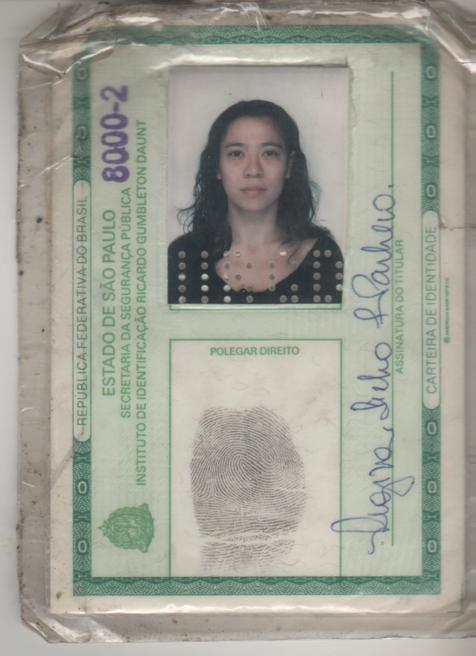 REPÚBLICA FEDERATIVA DO BRASIL
ESTADO DE SÃO PAULO
8000-2
SECRETARIA DA SEGURANÇA PÚBLICA
INSTITUTO DE IDENTIFICAÇÃO RICARDO GUMBLETON DAUNT
POLEGAR DIREITO
ASSINATURA DO TITULAR
CARTEIRA DE IDENTIDADE